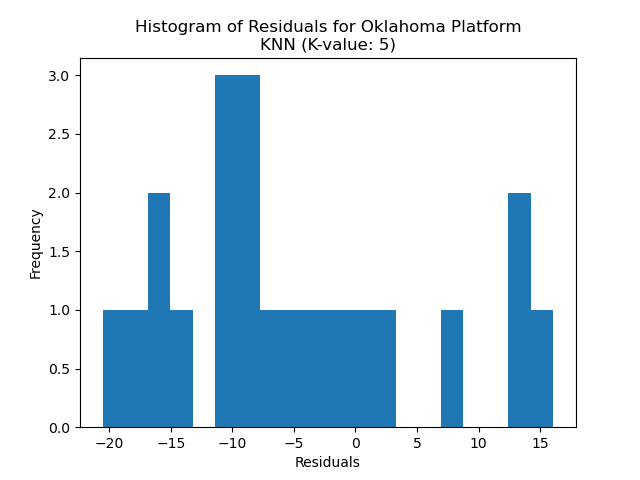 Histogram of Residuals for Oklahoma Platform
KNN (K-value: 5)
3.0
2.5
2.0
1.5
1.0
0.5
0.0
Frequency
−20 −15 −10 −5 0 5 10 15
Residuals